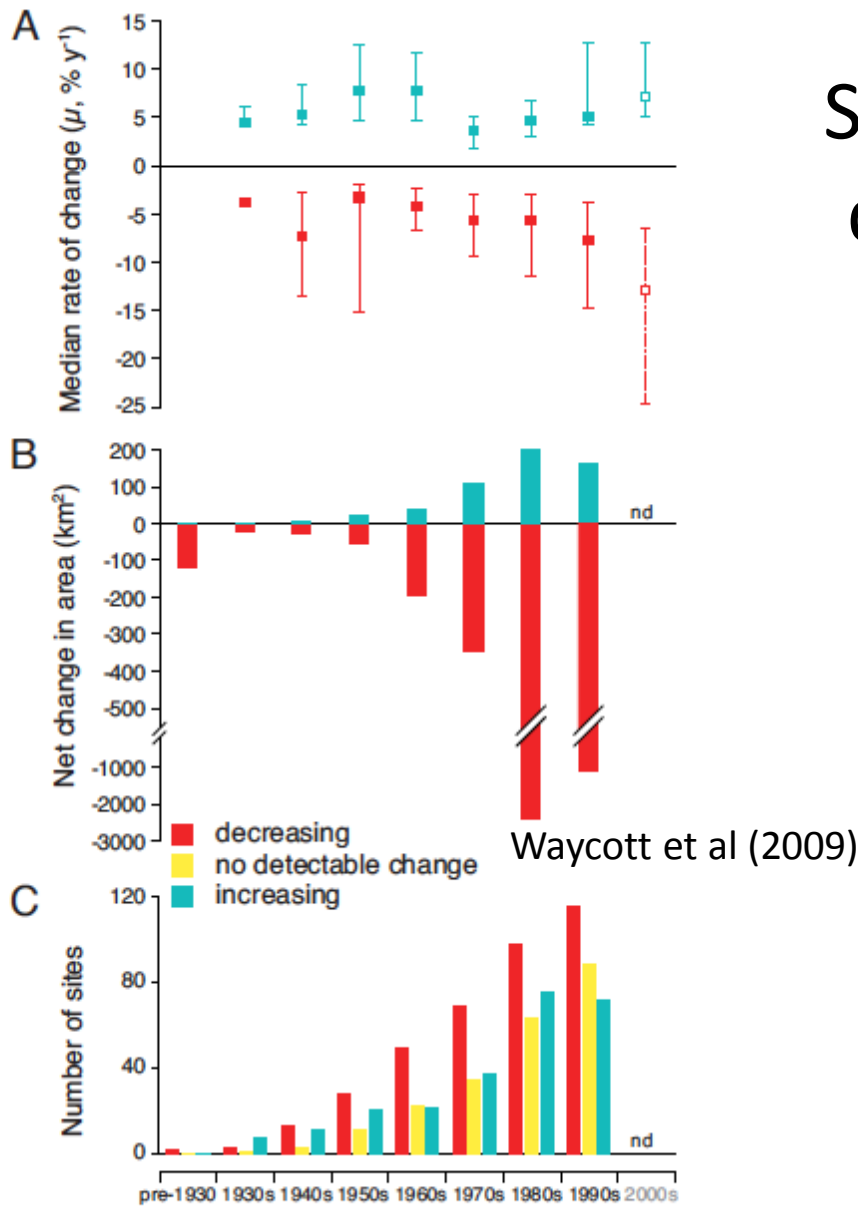 A
Median rate of change (μ, % y⁻¹)
15
10
5
0
-5
-10
-15
-20
-25
B
Net change in area (km²)
200
100
0
-100
-200
-300
-400
-500
-1000
-2000
-3000
nd
decreasing
no detectable change
increasing
Waycott et al (2009)
C
Number of sites
120
80
40
0
nd
pre-1930 1930s 1940s 1950s 1960s 1970s 1980s 1990s 2000s
S